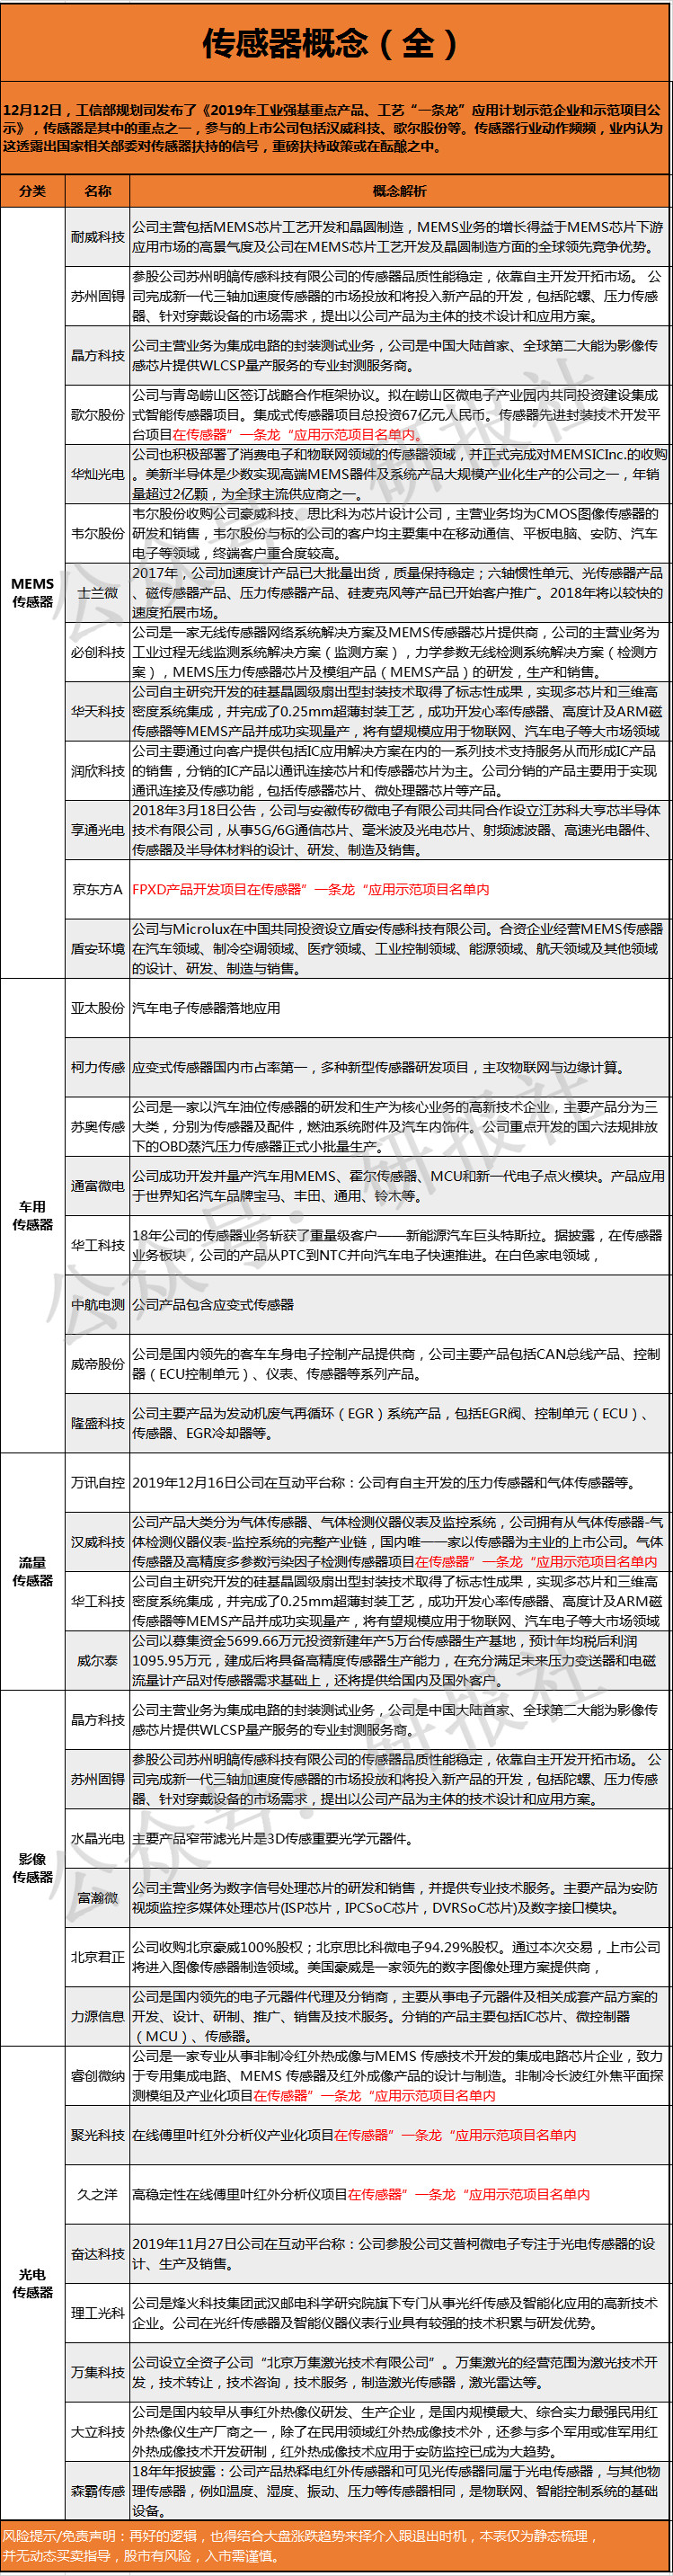 传感器概念（全）
12月12日，工信部规划司发布了《2019年工业强基重点产品、工艺“一条龙”应用计划示范企业和示范项目公
示》，传感器是其中的重点之一，参与的上市公司包括汉威科技、歌尔股份等。传感器行业动作频频，业内认为
这透露出国家相关部委对传感器扶持的信号，重磅扶持政策或在酝酿之中。
分类 名称 概念解析
MEMS
传感器
耐威科技
公司主营包括MEMS芯片工艺开发和晶圆制造，MEMS业务的增长得益于MEMS芯片下游
应用市场的高景气度及公司在MEMS芯片工艺开发及晶圆制造方面的全球领先竞争优势。
苏州固锝
参股公司苏州明皜传感科技有限公司的传感器品质性能稳定，依靠自主开发开拓市场。 公
司完成新一代三轴加速度传感器的市场投放和将投入新产品的开发，包括陀螺、压力传感
器、针对穿戴设备的市场需求，提出以公司产品为主体的技术设计和应用方案。
晶方科技
公司主营业务为集成电路的封装测试业务，公司是中国大陆首家、全球第二大能为影像传
感芯片提供WLCSP量产服务的专业封测服务商。
歌尔股份
公司与青岛崂山区签订战略合作框架协议。拟在崂山区微电子产业园内共同投资建设集成
式智能传感器项目。集成式传感器项目总投资67亿元人民币。传感器先进封装技术开发平
台项目在传感器”一条龙“应用示范项目名单内。
华灿光电
公司也积极部署了消费电子和物联网领域的传感器领域，并正式完成对MEMSICInc.的收购
。美新半导体是少数实现高端MEMS器件及系统产品大规模产业化生产的公司之一，年销
量超过2亿颗，为全球主流供应商之一。
韦尔股份
韦尔股份收购公司豪威科技、思比科为芯片设计公司，主营业务均为CMOS图像传感器的
研发和销售，韦尔股份与标的公司的客户均主要集中在移动通信、平板电脑、安防、汽车
电子等领域，终端客户重合度较高。
士兰微
2017年，公司加速度计产品已大批量出货，质量保持稳定；六轴惯性单元、光传感器产品
、磁传感器产品、压力传感器产品、硅麦克风等产品已开始客户推广。2018年将以较快的
速度拓展市场。
必创科技
公司是一家无线传感器网络系统解决方案及MEMS传感器芯片提供商，公司的主营业务为
工业过程无线监测系统解决方案（监测方案），力学参数无线检测系统解决方案（检测方
案），MEMS压力传感器芯片及模组产品（MEMS产品）的研发，生产和销售。
华天科技
公司自主研究开发的硅基晶圆级扇出型封装技术取得了标志性成果，实现多芯片和三维高
密度系统集成，并完成了0.25mm超薄封装工艺，成功开发心率传感器、高度计及ARM磁
传感器等MEMS产品并成功实现量产，将有望规模应用于物联网、汽车电子等大市场领域
润欣科技
公司主要通过向客户提供包括IC应用解决方案在内的一系列技术支持服务从而形成IC产品
的销售，分销的IC产品以通讯连接芯片和传感器芯片为主。公司分销的产品主要用于实现
通讯连接及传感功能，包括传感器芯片、微处理器芯片等产品。
享通光电
2018年3月18日公告，公司与安徽传矽微电子有限公司共同合作设立江苏科大亨芯半导体
技术有限公司，从事5G/6G通信芯片、毫米波及光电芯片、射频滤波器、高速光电器件、
传感器及半导体材料的设计、研发、制造及销售。
京东方A
FPXD产品开发项目在传感器”一条龙“应用示范项目名单内
盾安环境
公司与Microlux在中国共同投资设立盾安传感科技有限公司。合资企业经营MEMS传感器
在汽车领域、制冷空调领域、医疗领域、工业控制领域、能源领域、航天领域及其他领域
的设计、研发、制造与销售。
车用
传感器
亚太股份
汽车电子传感器落地应用
柯力传感
应变式传感器国内市占率第一，多种新型传感器研发项目，主攻物联网与边缘计算。
苏奥传感
公司是一家以汽车油位传感器的研发和生产为核心业务的高新技术企业，主要产品分为三
大类，分别为传感器及配件，燃油系统附件及汽车内饰件。公司重点开发的国六法规排放
下的OBD蒸汽压力传感器正式小批量生产。
通富微电
公司成功开发并量产汽车用MEMS、霍尔传感器、MCU和新一代电子点火模块。产品应用
于世界知名汽车品牌宝马、丰田、通用、铃木等。
华工科技
18年公司的传感器业务斩获了重量级客户——新能源汽车巨头特斯拉。据披露，在传感器
业务板块，公司的产品从PTC到NTC并向汽车电子快速推进。在白色家电领域，
中航电测
公司产品包含应变式传感器
威帝股份
公司是国内领先的客车车身电子控制产品提供商，公司主要产品包括CAN总线产品、控制
器（ECU控制单元）、仪表、传感器等系列产品。
隆盛科技
公司主要产品为发动机废气再循环（EGR）系统产品，包括EGR阀、控制单元（ECU）、
传感器、EGR冷却器等。
流量
传感器
万讯自控
2019年12月16日公司在互动平台称：公司有自主开发的压力传感器和气体传感器等。
汉威科技
公司产品大类分为气体传感器、气体检测仪器仪表及监控系统，公司拥有从气体传感器-气
体检测仪器仪表-监控系统的完整产业链，国内唯一一家以传感器为主业的上市公司。气体
传感器及高精度多参数污染因子检测传感器项目在传感器”一条龙“应用示范项目名单内
华工科技
公司自主研究开发的硅基晶圆级扇出型封装技术取得了标志性成果，实现多芯片和三维高
密度系统集成，并完成了0.25mm超薄封装工艺，成功开发心率传感器、高度计及ARM磁
传感器等MEMS产品并成功实现量产，将有望规模应用于物联网、汽车电子等大市场领域
威尔泰
公司以募集资金5699.66万元投资新建年产5万台传感器生产基地，预计年均税后利润
1095.95万元，建成后将具备高精度传感器生产能力，在充分满足未来压力变送器和电磁
流量计产品对传感器需求基础上，还将提供给国内及国外客户。
影像
传感器
晶方科技
公司主营业务为集成电路的封装测试业务，公司是中国大陆首家、全球第二大能为影像传
感芯片提供WLCSP量产服务的专业封测服务商。
苏州固锝
参股公司苏州明皜传感科技有限公司的传感器品质性能稳定，依靠自主开发开拓市场。 公
司完成新一代三轴加速度传感器的市场投放和将投入新产品的开发，包括陀螺、压力传感
器、针对穿戴设备的市场需求，提出以公司产品为主体的技术设计和应用方案。
水晶光电
主要产品窄带滤光片是3D传感重要光学元器件。
富瀚微
公司主营业务为数字信号处理芯片的研发和销售，并提供专业技术服务。主要产品为安防
视频监控多媒体处理芯片(ISP芯片，IPCSoC芯片，DVRSoC芯片)及数字接口模块。
北京君正
公司收购北京豪威100%股权；北京思比科微电子94.29%股权。通过本次交易，上市公司
将进入图像传感器制造领域。美国豪威是一家领先的数字图像处理方案提供商，
力源信息
公司是国内领先的电子元器件代理及分销商，主要从事电子元器件及相关成套产品方案的
开发、设计、研制、推广、销售及技术服务。分销的产品主要包括IC芯片、微控制器
（MCU）、传感器。
光电
传感器
睿创微纳
公司是一家专业从事非制冷红外热成像与MEMS 传感技术开发的集成电路芯片企业，致力
于专用集成电路、MEMS 传感器及红外成像产品的设计与制造。非制冷长波红外焦平面探
测模组及产业化项目在传感器”一条龙“应用示范项目名单内
聚光科技
在线傅里叶红外分析仪产业化项目在传感器”一条龙“应用示范项目名单内
久之洋
高稳定性在线傅里叶红外分析仪项目在传感器”一条龙“应用示范项目名单内
奋达科技
2019年11月27日公司在互动平台称：公司参股公司艾普柯微电子专注于光电传感器的设
计、生产及销售。
理工光科
公司是烽火科技集团武汉邮电科学研究院旗下专门从事光纤传感及智能化应用的高新技术
企业。公司在光纤传感器及智能仪器仪表行业具有较强的技术积累与研发优势。
万集科技
公司设立全资子公司“北京万集激光技术有限公司”。万集激光的经营范围为激光技术开
发，技术转让，技术咨询，技术服务，制造激光传感器，激光雷达等。
大立科技
公司是国内较早从事红外热像仪研发、生产企业，是国内规模最大、综合实力最强民用红
外热像仪生产厂商之一，除了在民用领域红外热成像技术外，还参与多个军用或准军用红
外热成像技术开发研制，红外热成像技术应用于安防监控已成为大趋势。
森霸传感
18年年报披露：公司产品热释电红外传感器和可见光传感器同属于光电传感器，与其他物
理传感器，例如温度、湿度、振动、压力等传感器相同，是物联网、智能控制系统的基础
设备。
风险提示/免责声明：再好的逻辑，也得结合大盘涨跌趋势来择介入跟退出时机，本表仅为静态梳理，
并无动态买卖指导，股市有风险，入市需谨慎。
公众号：研报社
公众号：研报社
公众号：研报社